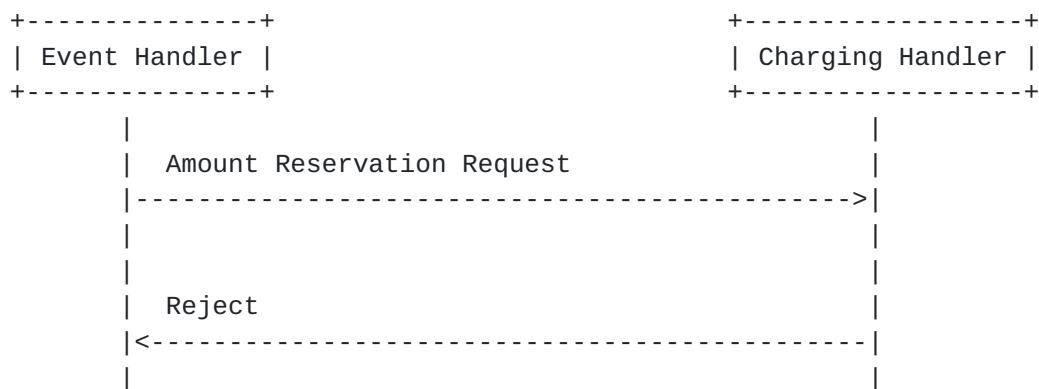 Event Handler Charging Handler
Amount Reservation Request
Reject